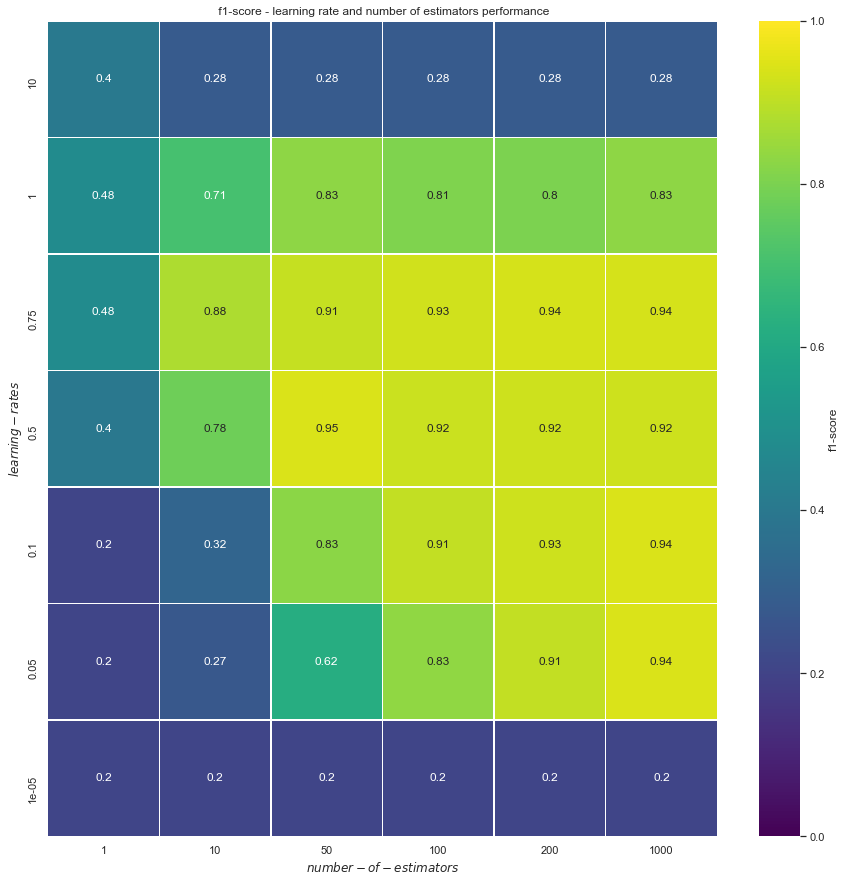 f1-score - learning rate and number of estimators performance
10 0.4 0.28 0.28 0.28 0.28 0.28
1 0.48 0.71 0.83 0.81 0.8 0.83
0.75 0.48 0.88 0.91 0.93 0.94 0.94
0.5 0.4 0.78 0.95 0.92 0.92 0.92
0.1 0.2 0.32 0.83 0.91 0.93 0.94
0.05 0.2 0.27 0.62 0.83 0.91 0.94
1e-05 0.2 0.2 0.2 0.2 0.2 0.2
1 10 50 100 200 1000
number − of − estimators
learning − rates
1.0
0.8
0.6
0.4
0.2
0.0
f1-score